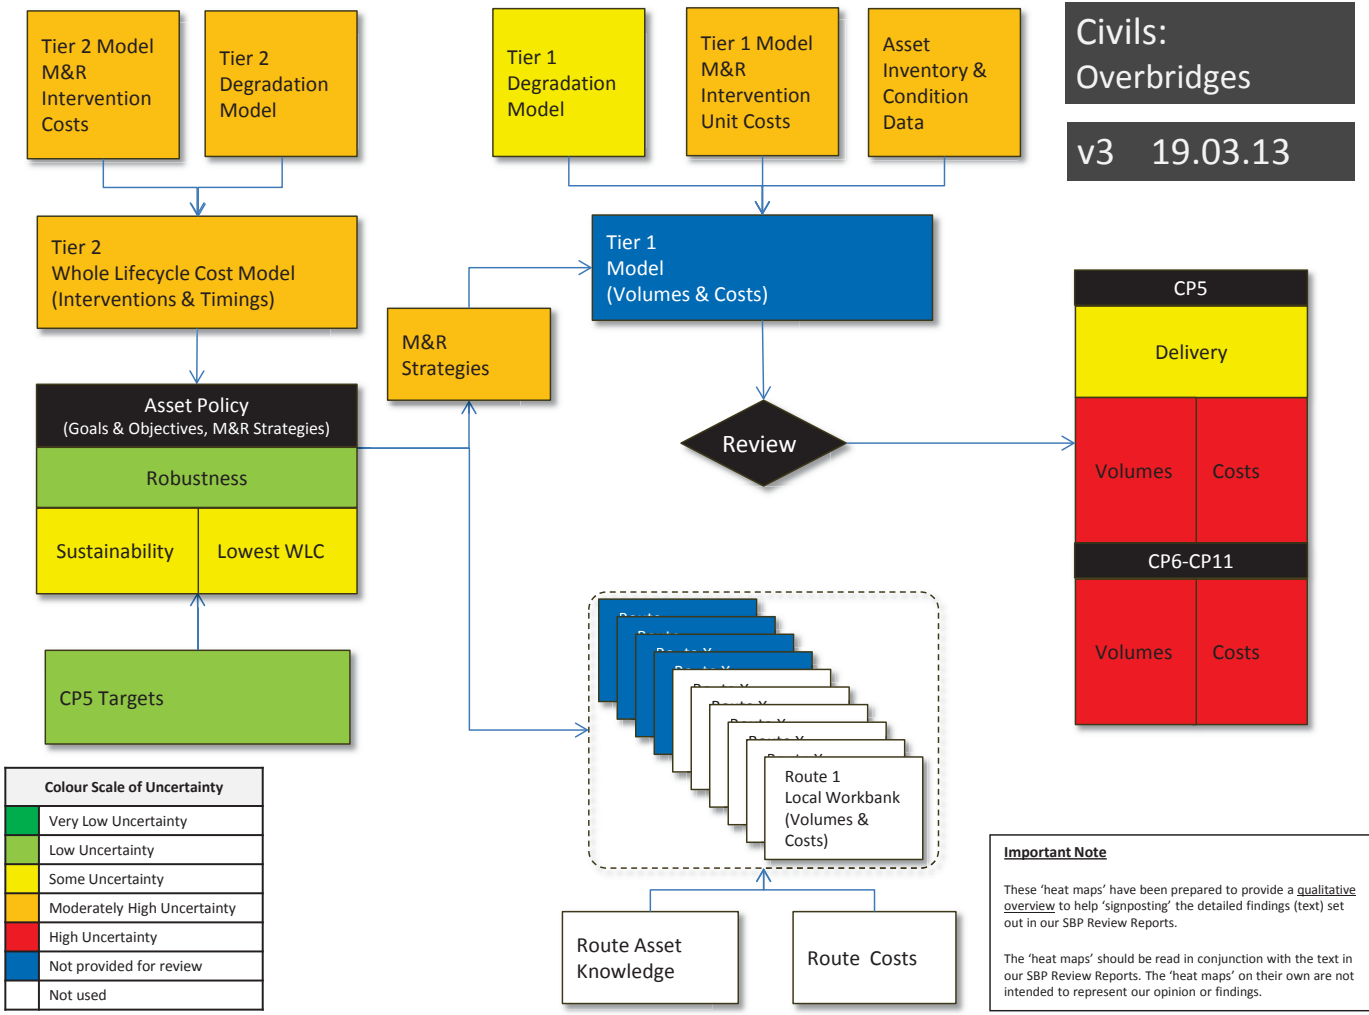 Tier 2 Model
M&R
Intervention
Costs
Tier 2
Degradation
Model
Tier 1
Degradation
Model
Tier 1 Model
M&R
Intervention
Unit Costs
Asset
Inventory &
Condition
Data
Civils:
Overbridges
v3 19.03.13
Tier 2
Whole Lifecycle Cost Model
(Interventions & Timings)
Tier 1
Model
(Volumes & Costs)
M&R
Strategies
Asset Policy
(Goals & Objectives, M&R Strategies)
Robustness
Sustainability
Lowest WLC
CP5 Targets
Review
CP5
Delivery
Volumes
Costs
CP6-CP11
Volumes
Costs
Route 1
Local Workbank
(Volumes &
Costs)
Route Asset
Knowledge
Route Costs
Colour Scale of Uncertainty
Very Low Uncertainty
Low Uncertainty
Some Uncertainty
Moderately High Uncertainty
High Uncertainty
Not provided for review
Not used
Important Note
These ‘heat maps’ have been prepared to provide a qualitative
overview to help ‘signposting’ the detailed findings (text) set
out in our SBP Review Reports.
The ‘heat maps’ should be read in conjunction with the text in
our SBP Review Reports. The ‘heat maps’ on their own are not
intended to represent our opinion or findings.